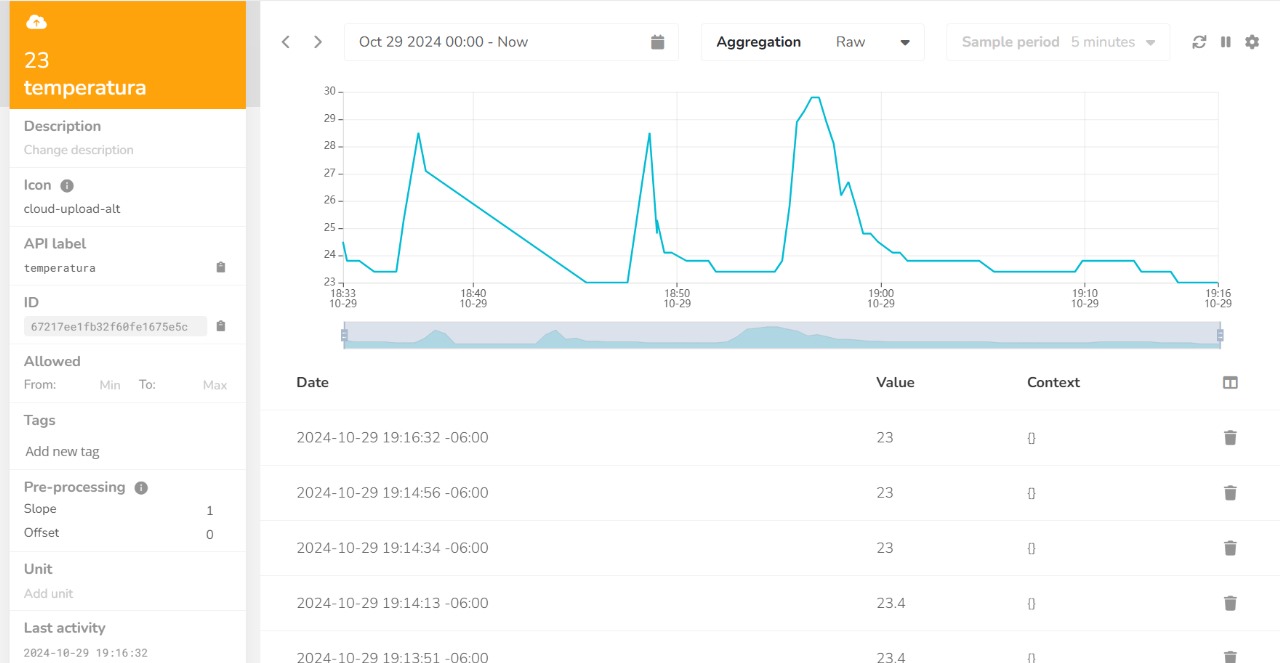 23
temperatura
Description
Change description
Icon
cloud-upload-alt
API label
temperatura
ID
67217ee1fb32f60fe1675e5c
Allowed
From: Min To: Max
Tags
Add new tag
Pre-processing
Slope 1
Offset 0
Unit
Add unit
Last activity
2024-10-29 19:16:32
Oct 29 2024 00:00 - Now
Aggregation Raw
Sample period 5 minutes
30
29
28
27
26
25
24
23
18:33 18:40 18:50 19:00 19:10 19:16
10-29 10-29 10-29 10-29 10-29 10-29
Date Value Context
2024-10-29 19:16:32 -06:00 23 {}
2024-10-29 19:14:56 -06:00 23 {}
2024-10-29 19:14:34 -06:00 23 {}
2024-10-29 19:14:13 -06:00 23.4 {}
2024-10-29 19:13:51 -06:00 23.4 {}